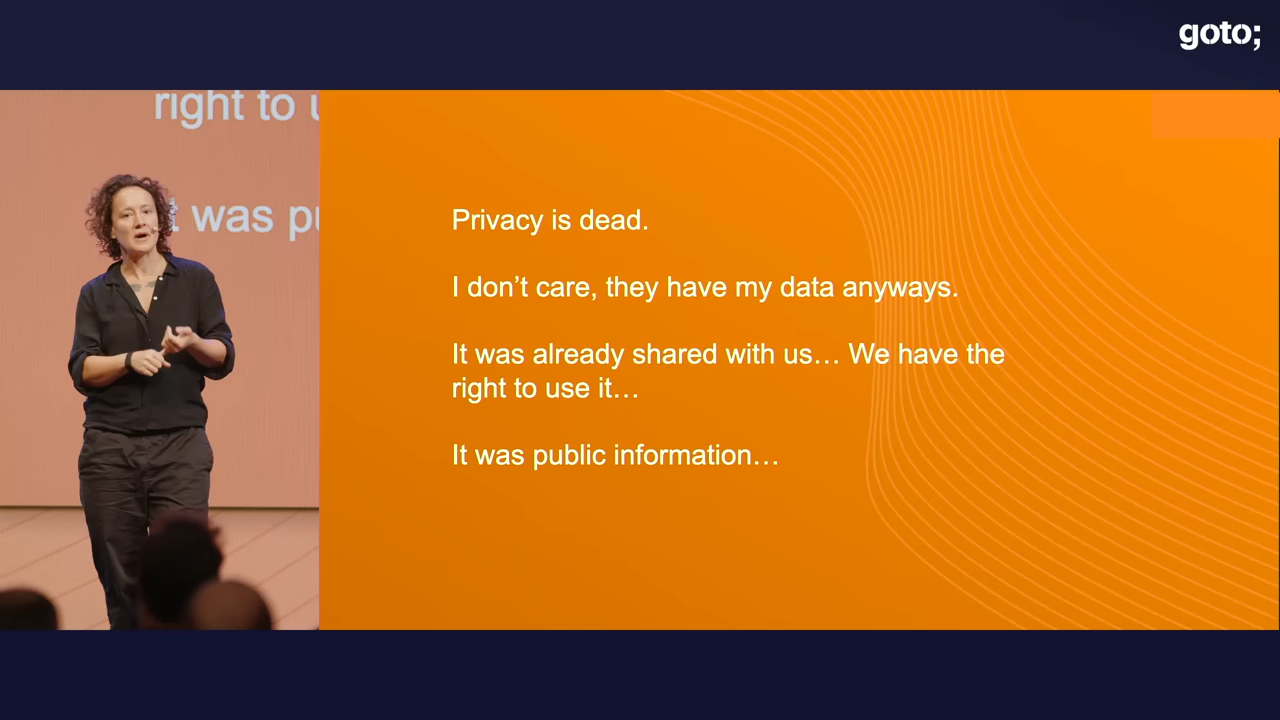 goto;
right to u
t was pu
Privacy is dead.
I don’t care, they have my data anyways.
It was already shared with us… We have the
right to use it…
It was public information…